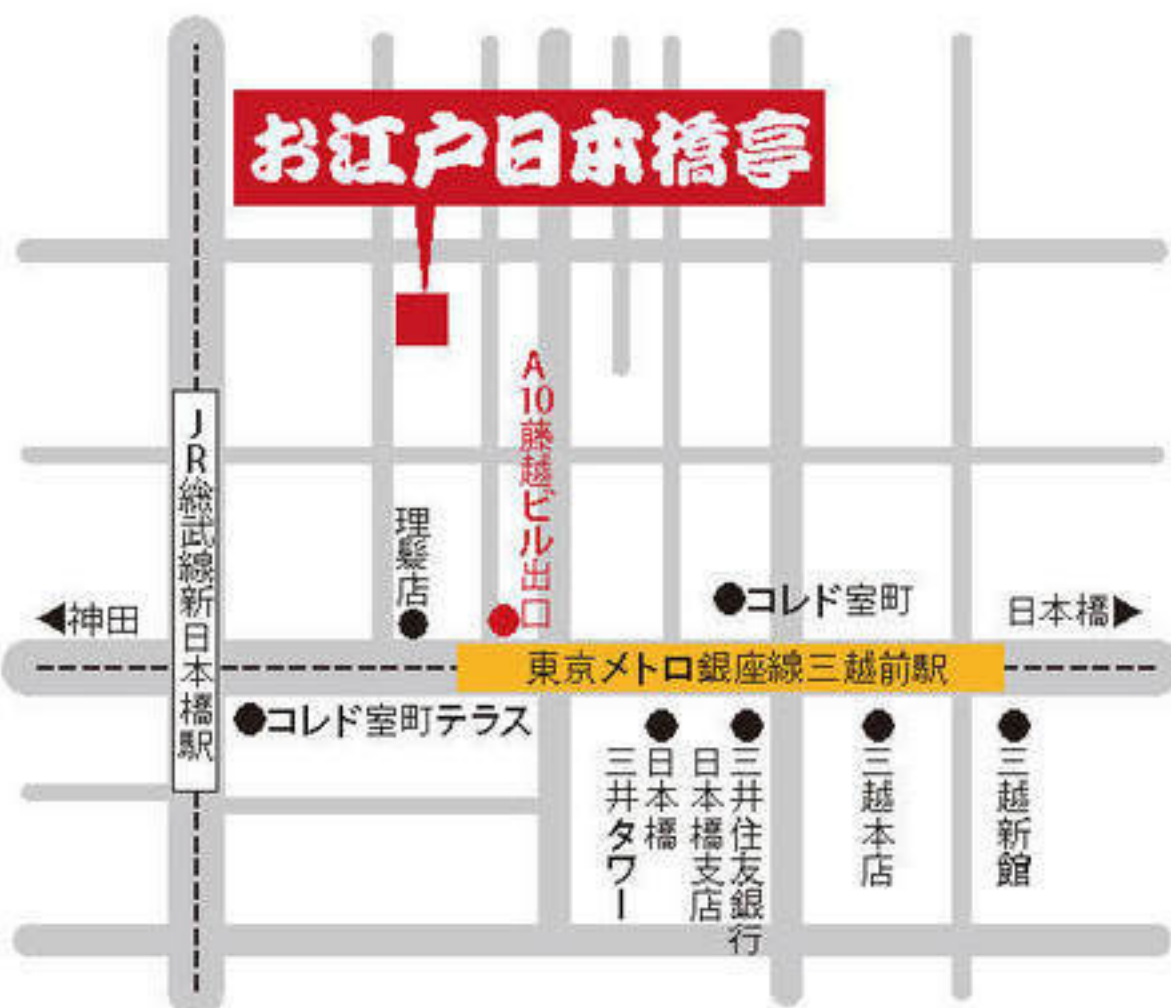 お江戸日本橋亭
A10藤越ビル出口
JR総武線新日本橋駅
理髪店
コレド室町
◀神田
日本橋▶
東京メトロ銀座線三越前駅
コレド室町テラス
日本橋
三井タワー
三井住友銀行
日本橋支店
三越本店
三越新館